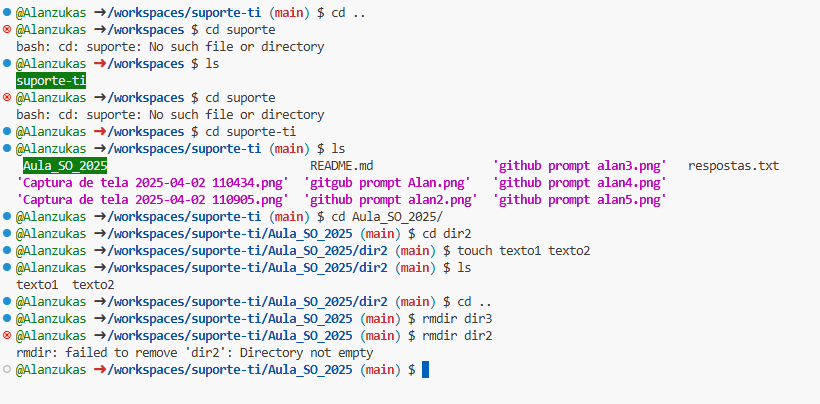 @Alanzukas ➜/workspaces/suporte-ti (main) $ cd ..
@Alanzukas ➜/workspaces $ cd suporte
bash: cd: suporte: No such file or directory
@Alanzukas ➜/workspaces $ ls
suporte-ti
@Alanzukas ➜/workspaces $ cd suporte
bash: cd: suporte: No such file or directory
@Alanzukas ➜/workspaces $ cd suporte-ti
@Alanzukas ➜/workspaces/suporte-ti (main) $ ls
Aula_SO_2025 README.md 'github prompt alan3.png' respostas.txt
'Captura de tela 2025-04-02 110434.png' 'gitgub prompt Alan.png' 'github prompt alan4.png'
'Captura de tela 2025-04-02 110905.png' 'github prompt alan2.png' 'github prompt alan5.png'
@Alanzukas ➜/workspaces/suporte-ti (main) $ cd Aula_SO_2025/
@Alanzukas ➜/workspaces/suporte-ti/Aula_SO_2025 (main) $ cd dir2
@Alanzukas ➜/workspaces/suporte-ti/Aula_SO_2025/dir2 (main) $ touch texto1 texto2
@Alanzukas ➜/workspaces/suporte-ti/Aula_SO_2025/dir2 (main) $ ls
texto1 texto2
@Alanzukas ➜/workspaces/suporte-ti/Aula_SO_2025/dir2 (main) $ cd ..
@Alanzukas ➜/workspaces/suporte-ti/Aula_SO_2025 (main) $ rmdir dir3
@Alanzukas ➜/workspaces/suporte-ti/Aula_SO_2025 (main) $ rmdir dir2
rmdir: failed to remove 'dir2': Directory not empty
@Alanzukas ➜/workspaces/suporte-ti/Aula_SO_2025 (main) $